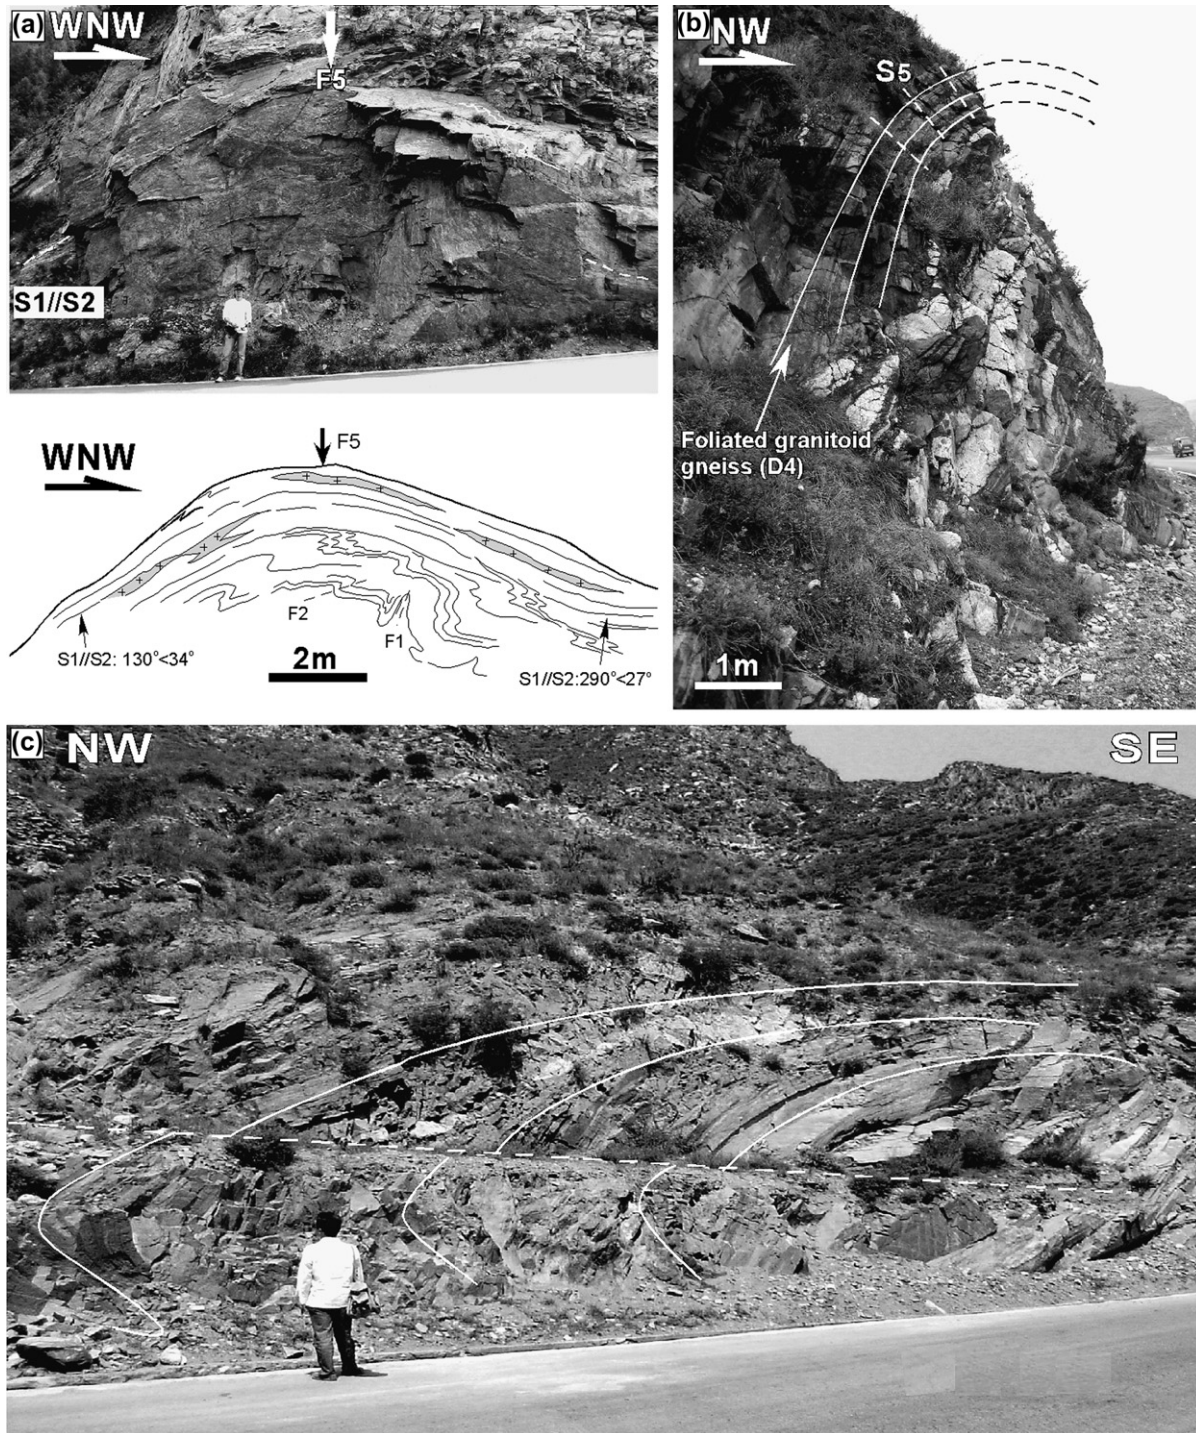 (a) WNW
F5
S1//S2
WNW
F5
F2
F1
S1//S2: 130°<34°
2m
S1//S2:290°<27°
(b) NW
S5
Foliated granitoid
gneiss (D4)
1m
(c) NW
SE